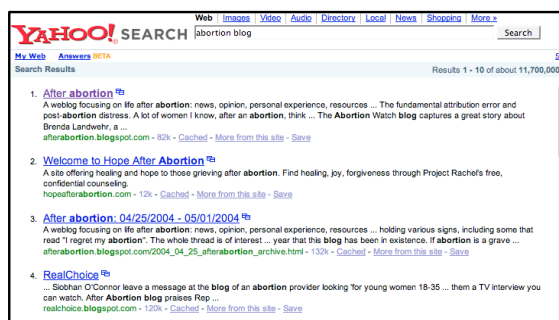 Web | Images | Video | Audio | Directory | Local | News | Shopping | More »
YAHOO! SEARCH abortion blog Search
My Web Answers BETA
Search Results Results 1 - 10 of about 11,700,000
1. After abortion
A weblog focusing on life after abortion: news, opinion, personal experience, resources ... The fundamental attribution error and
post-abortion distress. A lot of women I know, after an abortion, think ... The Abortion Watch blog captures a great story about
Brenda Landwehr, a ...
afterabortion.blogspot.com - 82k - Cached - More from this site - Save
2. Welcome to Hope After Abortion
A site offering healing and hope to those grieving after abortion. Find healing, joy, forgiveness through Project Rachel's free,
confidential counseling.
hopeafterabortion.com - 12k - Cached - More from this site - Save
3. After abortion: 04/25/2004 - 05/01/2004
A weblog focusing on life after abortion: news, opinion, personal experience, resources ... holding various signs, including some that
read "I regret my abortion". The whole thread is of interest ... year that this blog has been in existence. If abortion is a grave ...
afterabortion.blogspot.com/2004_04_25_afterabortion_archive.html - 132k - Cached - More from this site - Save
4. RealChoice
... Siobhan O'Connor leave a message at the blog of an abortion provider looking 'for young women 18-35 ... them a TV interview you
can watch. After Abortion blog praises Rep ...
realchoice.blogspot.com - 120k - Cached - More from this site - Save